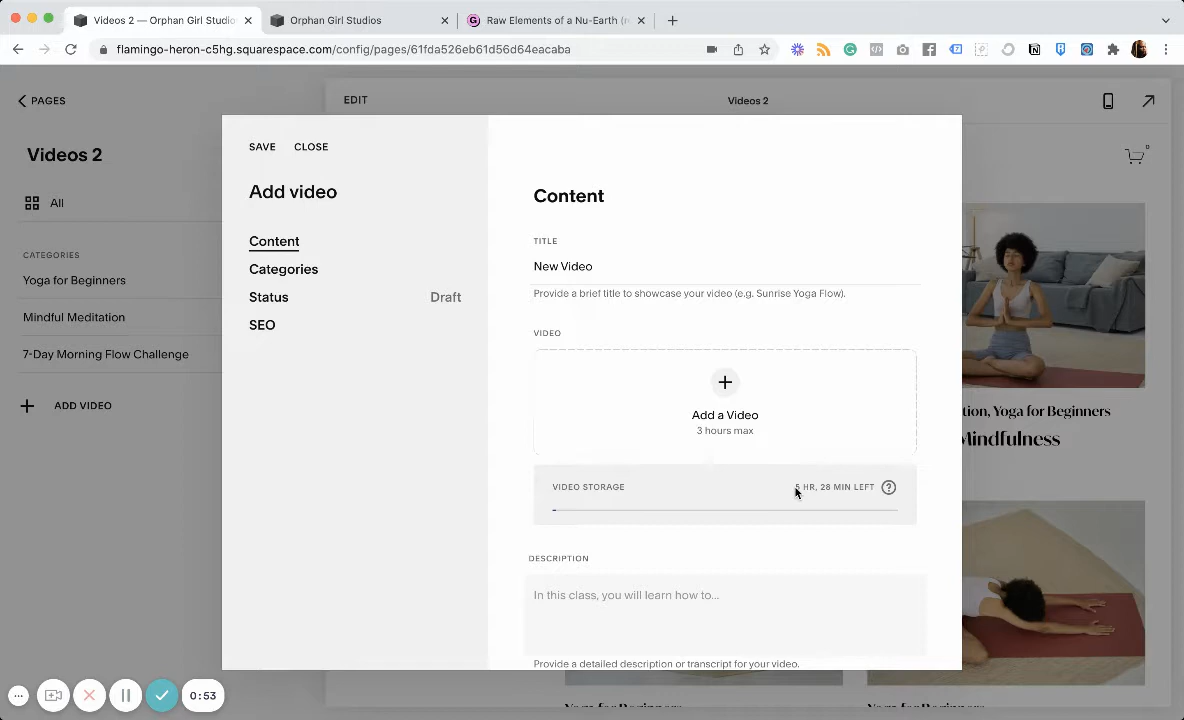 Videos 2 — Orphan Girl Studio
Orphan Girl Studios
Raw Elements of a Nu-Earth (r
flamingo-heron-c5hg.squarespace.com/config/pages/61fda526eb61d56d64eacaba
PAGES
EDIT
Videos 2
0
Videos 2
All
CATEGORIES
Yoga for Beginners
Mindful Meditation
7-Day Morning Flow Challenge
ADD VIDEO
SAVE CLOSE
Add video
Content
Categories
Status Draft
SEO
Content
TITLE
New Video
Provide a brief title to showcase your video (e.g. Sunrise Yoga Flow).
VIDEO
Add a Video
3 hours max
VIDEO STORAGE 5 HR, 28 MIN LEFT ?
DESCRIPTION
In this class, you will learn how to...
Provide a detailed description or transcript for your video.
tion, Yoga for Beginners
Mindfulness
0:53